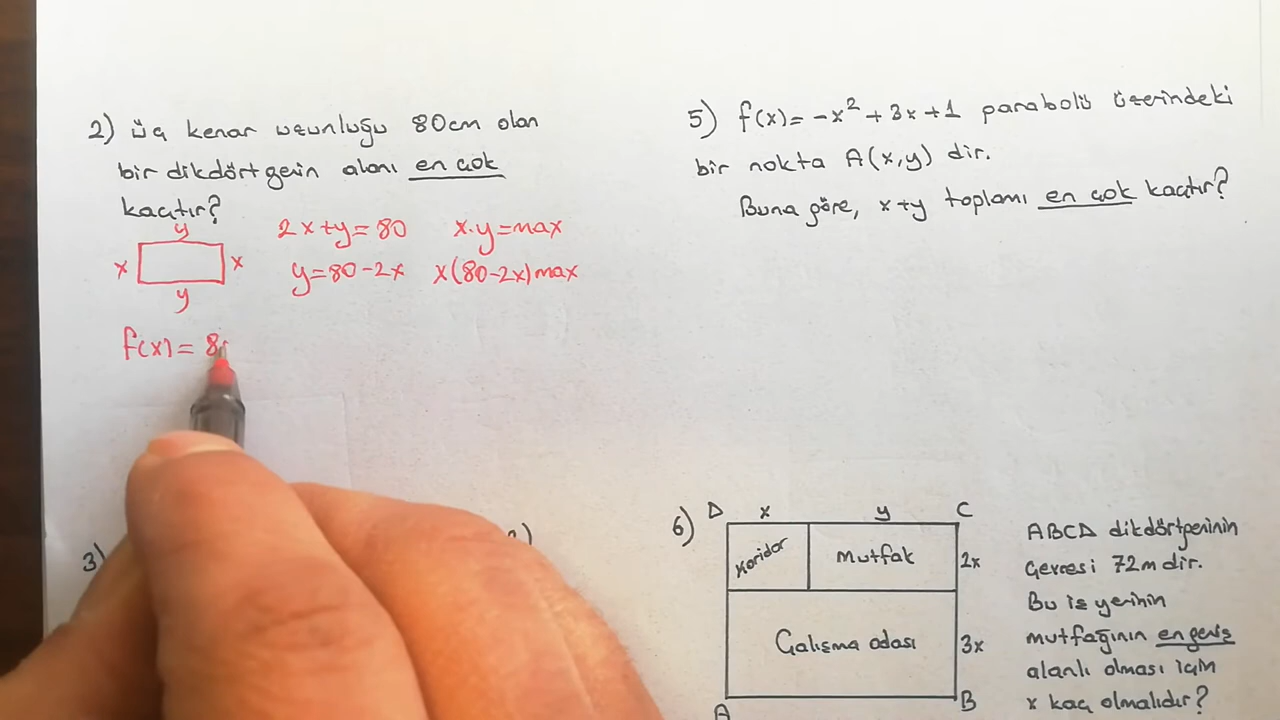 2) üç kenar uzunluğu 80cm olan
bir dikdörtgenin alanı en çok
kaçtır?
y
x
x
y
2x+y=80
x.y=max
y=80-2x
x(80-2x)max
f(x)=80
3)
5) f(x)=-x²+3x+1 parabolü üzerindeki
bir nokta A(x,y) dir.
Buna göre, x+y toplamı en çok kaçtır?
6)
D
x
y
C
Koridor
Mutfak
2x
Çalışma odası
3x
A
B
ABCD dikdörtgeninin
Çevresi 72m dir.
Bu iş yerinin
mutfağının en geniş
alanlı olması için
x kaç olmalıdır?